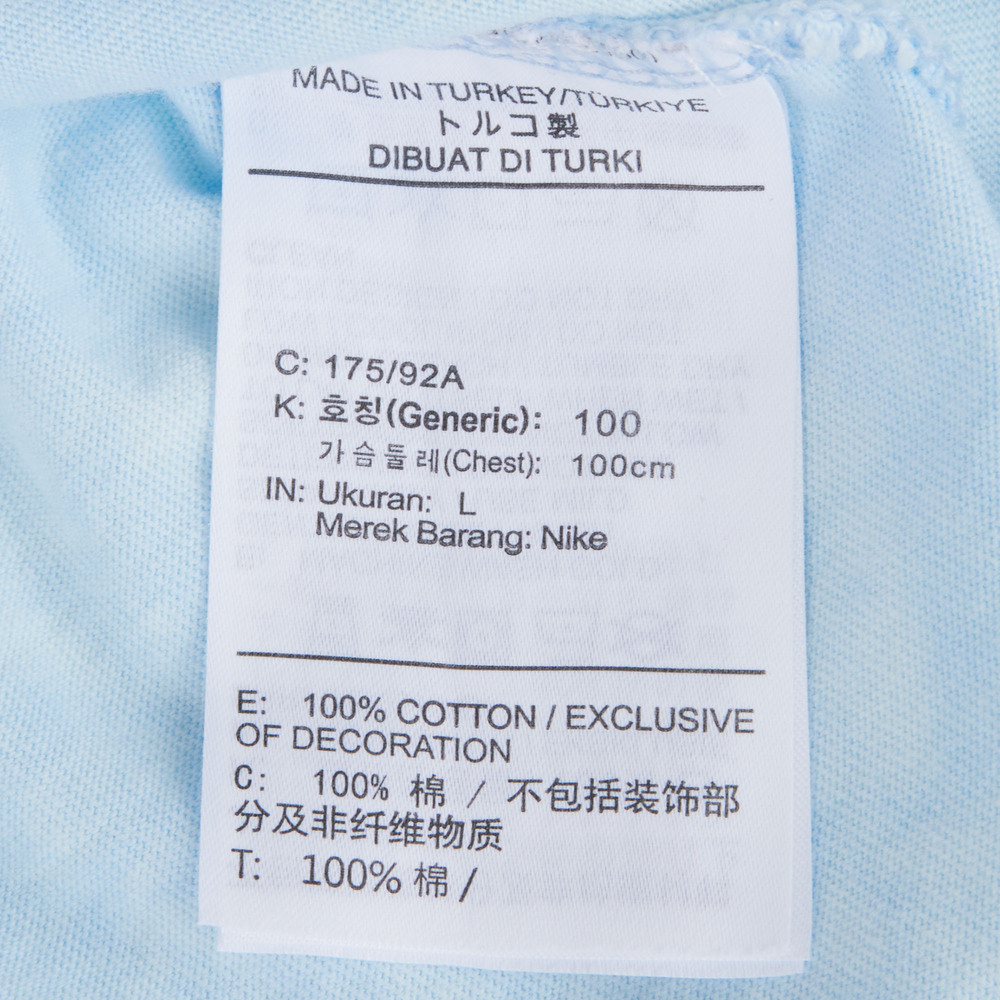 MADE IN TURKEY/TÜRKIYE
トルコ製
DIBUAT DI TURKI
C: 175/92A
K: 호칭(Generic): 100
가슴둘레(Chest): 100cm
IN: Ukuran: L
Merek Barang: Nike
E: 100% COTTON / EXCLUSIVE
OF DECORATION
C: 100% 棉 / 不包括装饰部
分及非纤维物质
T: 100% 棉 /